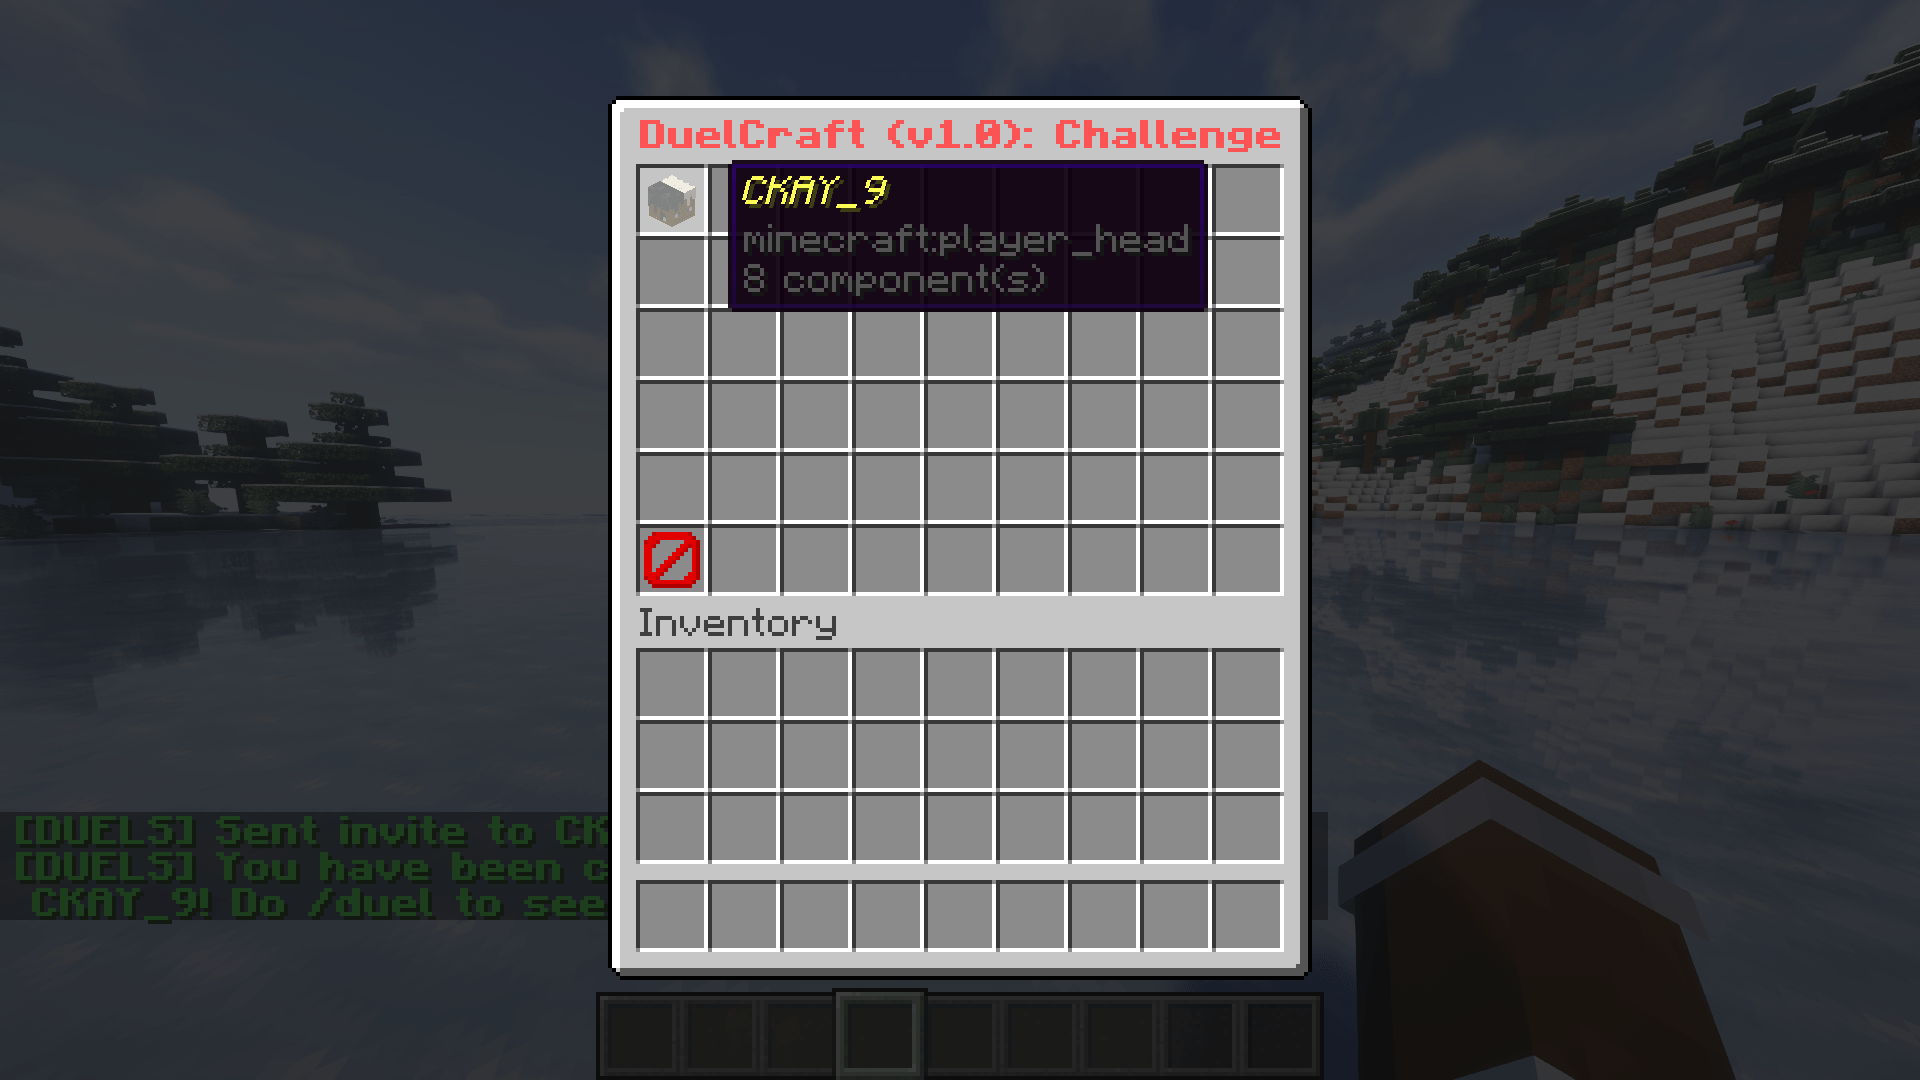 DuelCraft (v1.0): Challenge
CKAY_9
minecraft:player_head
8 component(s)
Inventory
[DUELS] Sent invite to CK
[DUELS] You have been c
CKAY_9! Do /duel to see